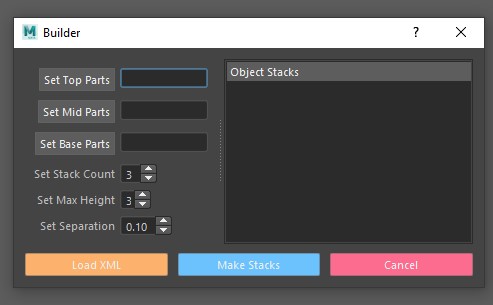 Builder
?
Set Top Parts
Set Mid Parts
Set Base Parts
Set Stack Count 3
Set Max Height 3
Set Separation 0.10
Object Stacks
Load XML
Make Stacks
Cancel